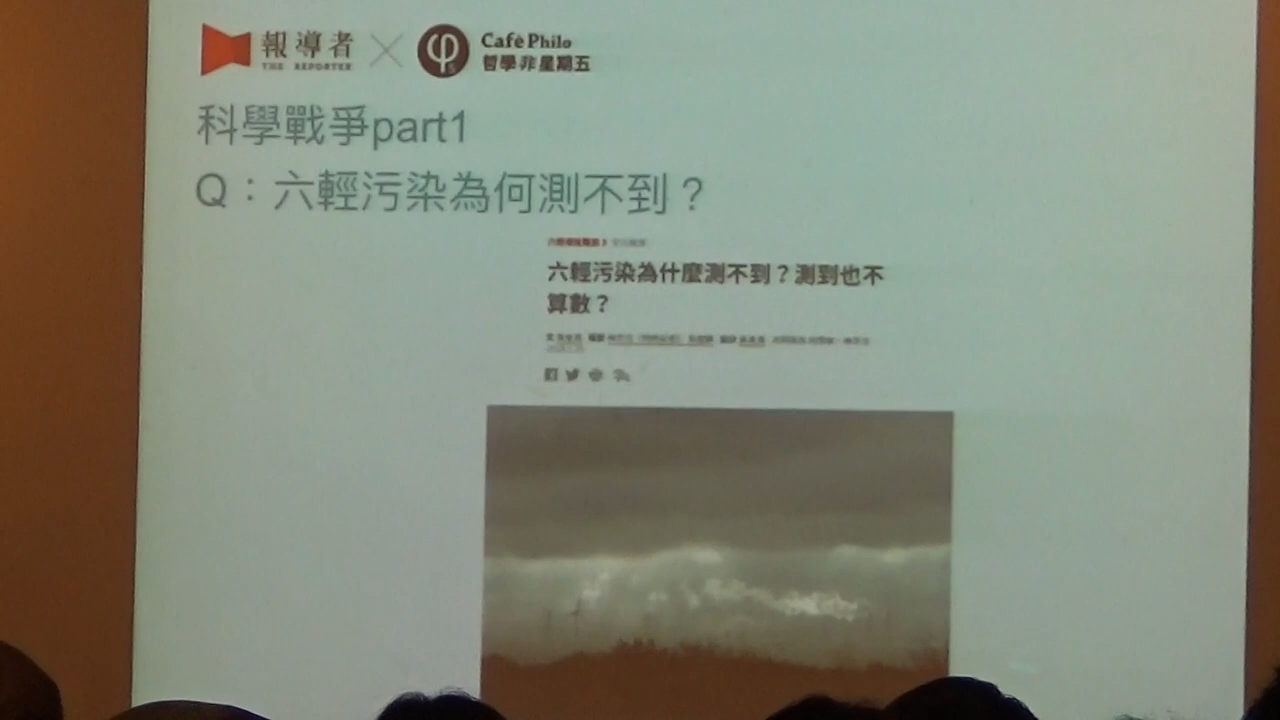 報導者
THE REPORTER
Café Philo
哲學非星期五
科學戰爭part1
Q：六輕污染為何測不到？
六輕污染為什麼測不到？測到也不
算數？